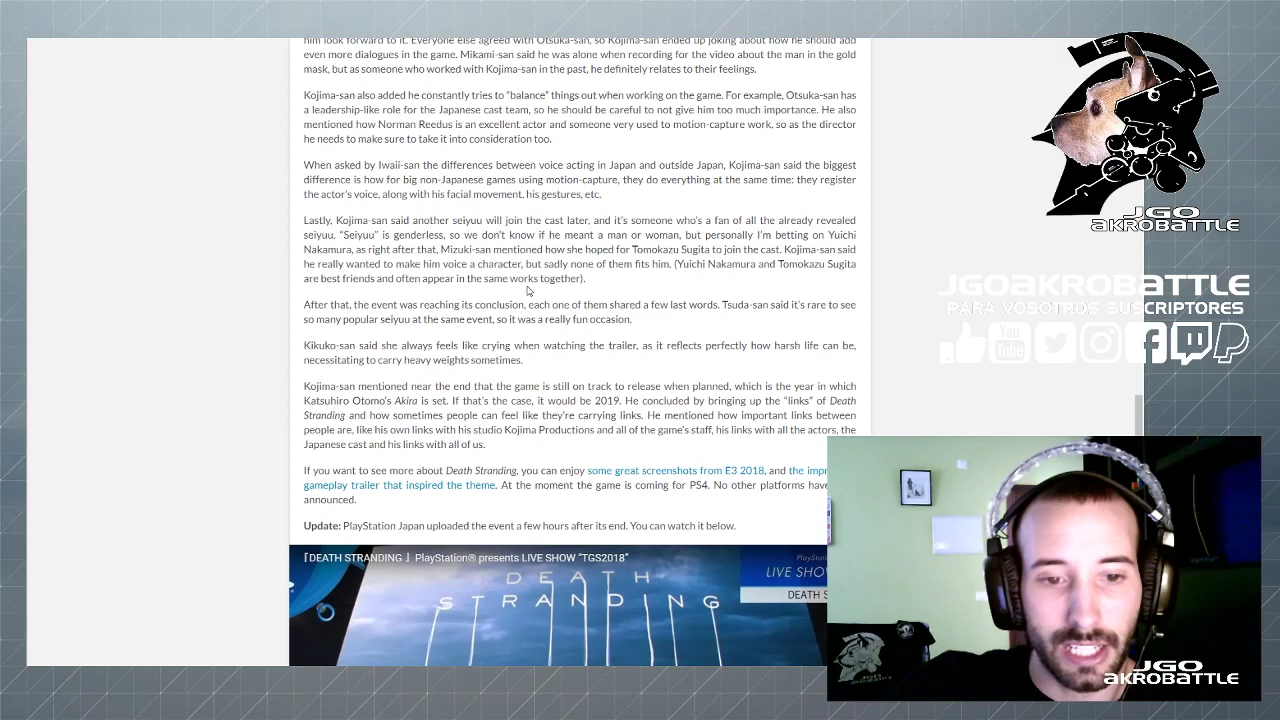 him look forward to it. Everyone else agreed with Otsuka-san, so Kojima-san ended up joking about how he should add
even more dialogues in the game. Mikami-san said he was alone when recording for the video about the man in the gold
mask, but as someone who worked with Kojima-san in the past, he definitely relates to their feelings.
Kojima-san also added he constantly tries to "balance" things out when working on the game. For example, Otsuka-san has
a leadership-like role for the Japanese cast team, so he should be careful to not give him too much importance. He also
mentioned how Norman Reedus is an excellent actor and someone very used to motion-capture work, so as the director
he needs to make sure to take it into consideration too.
When asked by Iwaii-san the differences between voice acting in Japan and outside Japan, Kojima-san said the biggest
difference is how for big non-Japanese games using motion-capture, they do everything at the same time: they register
the actor's voice, along with his facial movement, his gestures, etc.
Lastly, Kojima-san said another seiyuu will join the cast later, and it's someone who's a fan of all the already revealed
seiyuu. "Seiyuu" is genderless, so we don't know if he meant a man or woman, but personally I'm betting on Yuichi
Nakamura, as right after that, Mizuki-san mentioned how she hoped for Tomokazu Sugita to join the cast. Kojima-san said
he really wanted to make him voice a character, but sadly none of them fits him. (Yuichi Nakamura and Tomokazu Sugita
are best friends and often appear in the same works together).
After that, the event was reaching its conclusion, each one of them shared a few last words. Tsuda-san said it's rare to see
so many popular seiyuu at the same event, so it was a really fun occasion.
Kikuko-san said she always feels like crying when watching the trailer, as it reflects perfectly how harsh life can be,
necessitating to carry heavy weights sometimes.
Kojima-san mentioned near the end that the game is still on track to release when planned, which is the year in which
Katsuhiro Otomo's Akira is set. If that's the case, it would be 2019. He concluded by bringing up the "links" of Death
Stranding and how sometimes people can feel like they're carrying links. He mentioned how important links between
people are, like his own links with his studio Kojima Productions and all of the game's staff, his links with all the actors, the
Japanese cast and his links with all of us.
If you want to see more about Death Stranding, you can enjoy some great screenshots from E3 2018, and the impr
gameplay trailer that inspired the theme. At the moment the game is coming for PS4. No other platforms have
announced.
Update: PlayStation Japan uploaded the event a few hours after its end. You can watch it below.
『DEATH STRANDING 』 PlayStation® presents LIVE SHOW "TGS2018"
DEATH
STRANDING
PlayStati
LIVE SHO
DEATH S
JGO
aKROBaTTLE
JGOaKROBaTTLE
PARA VOSOTROS SUSCRIPTORES
You
Tube
JGO
aKROBaTTLE